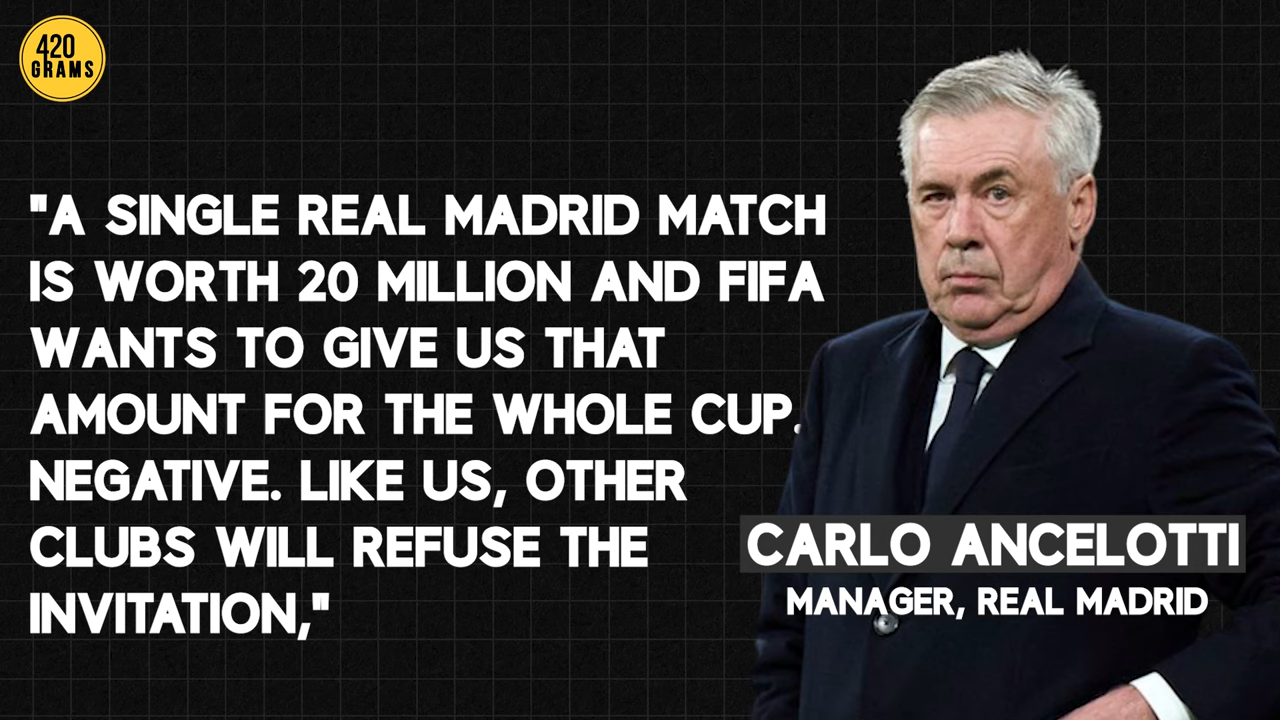 420
GRAMS
"A SINGLE REAL MADRID MATCH
IS WORTH 20 MILLION AND FIFA
WANTS TO GIVE US THAT
AMOUNT FOR THE WHOLE CUP.
NEGATIVE. LIKE US, OTHER
CLUBS WILL REFUSE THE
INVITATION,"
CARLO ANCELOTTI
MANAGER, REAL MADRID